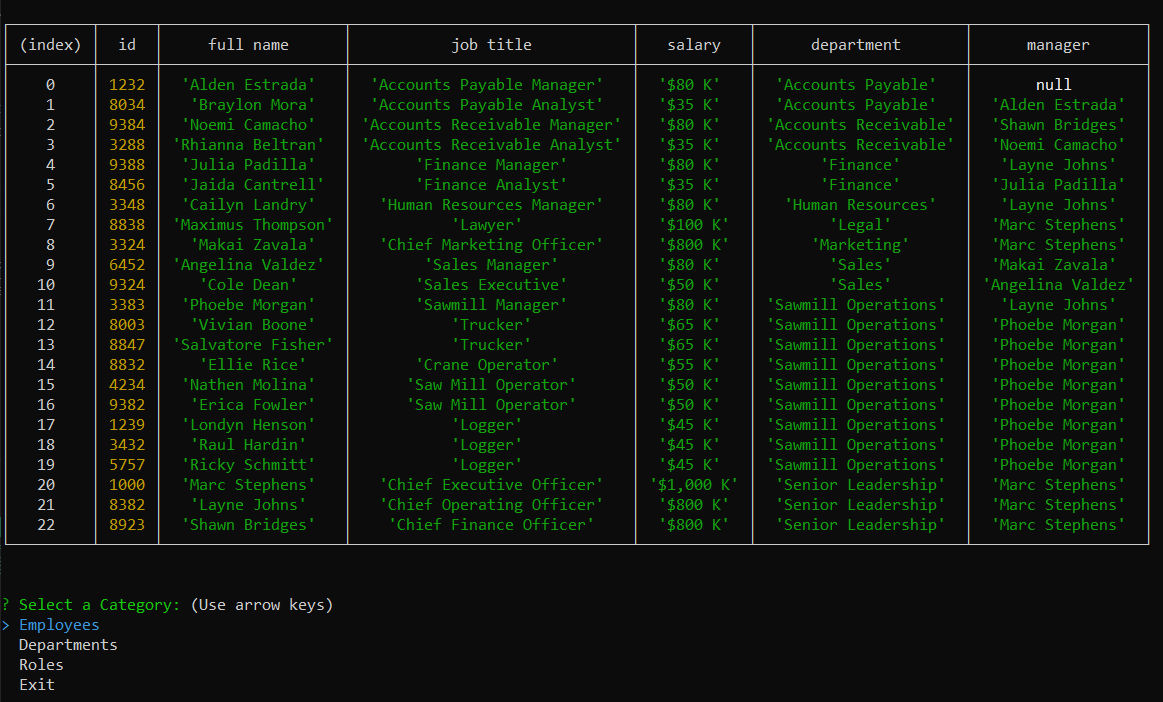 (index) id full name job title salary department manager
0 1232 'Alden Estrada' 'Accounts Payable Manager' '$80 K' 'Accounts Payable' null
1 8034 'Braylon Mora' 'Accounts Payable Analyst' '$35 K' 'Accounts Payable' 'Alden Estrada'
2 9384 'Noemi Camacho' 'Accounts Receivable Manager' '$80 K' 'Accounts Receivable' 'Shawn Bridges'
3 3288 'Rhianna Beltran' 'Accounts Receivable Analyst' '$35 K' 'Accounts Receivable' 'Noemi Camacho'
4 9388 'Julia Padilla' 'Finance Manager' '$80 K' 'Finance' 'Layne Johns'
5 8456 'Jaida Cantrell' 'Finance Analyst' '$35 K' 'Finance' 'Julia Padilla'
6 3348 'Cailyn Landry' 'Human Resources Manager' '$80 K' 'Human Resources' 'Layne Johns'
7 8838 'Maximus Thompson' 'Lawyer' '$100 K' 'Legal' 'Marc Stephens'
8 3324 'Makai Zavala' 'Chief Marketing Officer' '$800 K' 'Marketing' 'Marc Stephens'
9 6452 'Angelina Valdez' 'Sales Manager' '$80 K' 'Sales' 'Makai Zavala'
10 9324 'Cole Dean' 'Sales Executive' '$50 K' 'Sales' 'Angelina Valdez'
11 3383 'Phoebe Morgan' 'Sawmill Manager' '$80 K' 'Sawmill Operations' 'Layne Johns'
12 8003 'Vivian Boone' 'Trucker' '$65 K' 'Sawmill Operations' 'Phoebe Morgan'
13 8847 'Salvatore Fisher' 'Trucker' '$65 K' 'Sawmill Operations' 'Phoebe Morgan'
14 8832 'Ellie Rice' 'Crane Operator' '$55 K' 'Sawmill Operations' 'Phoebe Morgan'
15 4234 'Nathen Molina' 'Saw Mill Operator' '$50 K' 'Sawmill Operations' 'Phoebe Morgan'
16 9382 'Erica Fowler' 'Saw Mill Operator' '$50 K' 'Sawmill Operations' 'Phoebe Morgan'
17 1239 'Londyn Henson' 'Logger' '$45 K' 'Sawmill Operations' 'Phoebe Morgan'
18 3432 'Raul Hardin' 'Logger' '$45 K' 'Sawmill Operations' 'Phoebe Morgan'
19 5757 'Ricky Schmitt' 'Logger' '$45 K' 'Sawmill Operations' 'Phoebe Morgan'
20 1000 'Marc Stephens' 'Chief Executive Officer' '$1,000 K' 'Senior Leadership' 'Marc Stephens'
21 8382 'Layne Johns' 'Chief Operating Officer' '$800 K' 'Senior Leadership' 'Marc Stephens'
22 8923 'Shawn Bridges' 'Chief Finance Officer' '$800 K' 'Senior Leadership' 'Marc Stephens'
? Select a Category: (Use arrow keys)
> Employees
Departments
Roles
Exit